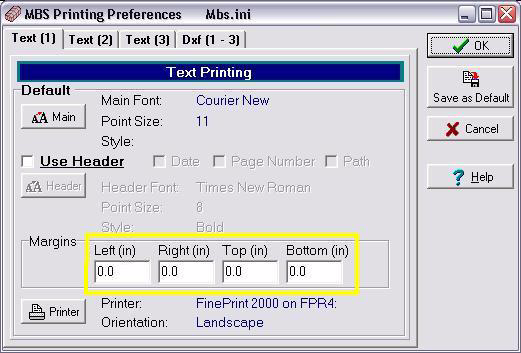 MBS Printing Preferences Mbs.ini
Text (1) Text (2) Text (3) Dxf (1 - 3)
OK
Text Printing
Default
Save as Default
Main
Main Font: Courier New
Point Size: 11
Style:
Cancel
Use Header Date Page Number Path
Help
Header
Header Font: Times New Roman
Point Size: 8
Style: Bold
Margins
Left (in) Right (in) Top (in) Bottom (in)
0.0 0.0 0.0 0.0
Printer
Printer: FinePrint 2000 on FPR4:
Orientation: Landscape